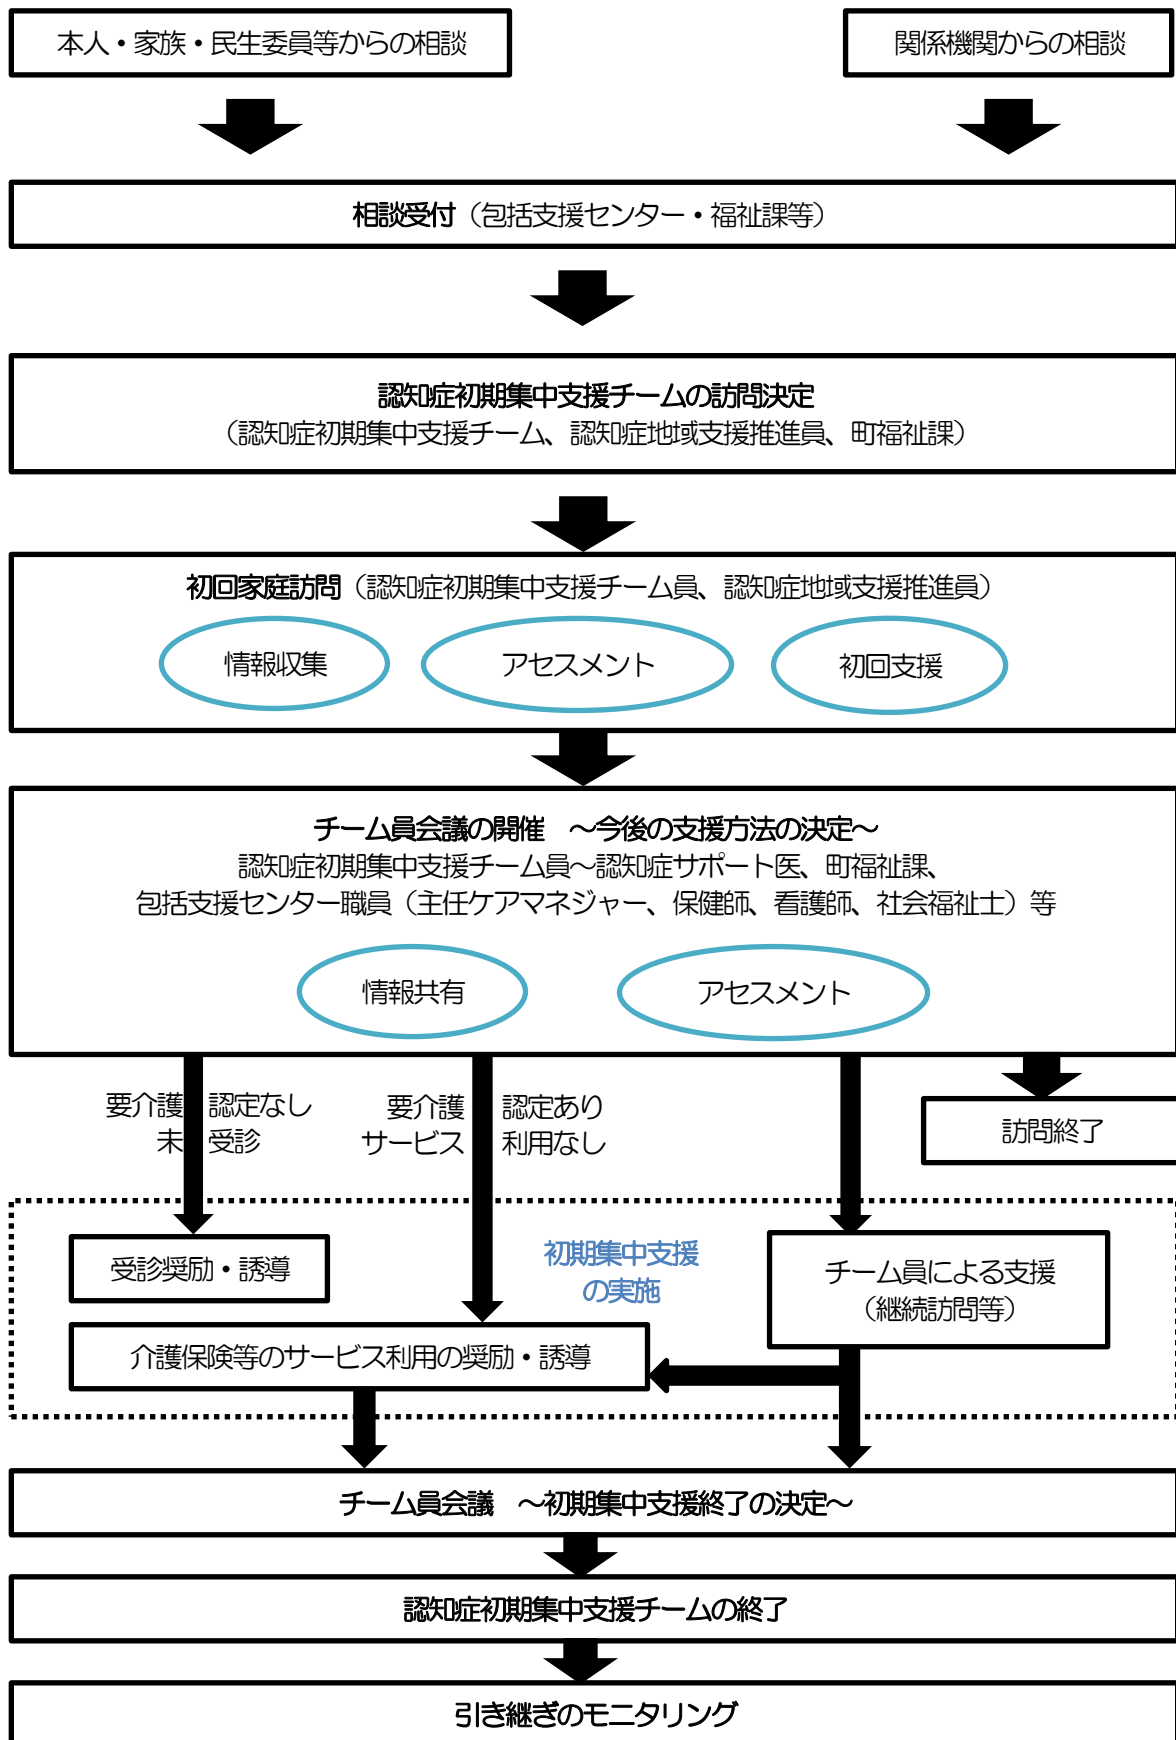 本人・家族・民生委員等からの相談
関係機関からの相談
相談受付（包括支援センター・福祉課等）
認知症初期集中支援チームの訪問決定
（認知症初期集中支援チーム、認知症地域支援推進員、町福祉課）
初回家庭訪問（認知症初期集中支援チーム員、認知症地域支援推進員）
情報収集
アセスメント
初回支援
チーム員会議の開催　～今後の支援方法の決定～
認知症初期集中支援チーム員～認知症サポート医、町福祉課、
包括支援センター職員（主任ケアマネジャー、保健師、看護師、社会福祉士）等
情報共有
アセスメント
要介護 認定なし
未 受診
要介護 認定あり
サービス 利用なし
訪問終了
受診奨励・誘導
初期集中支援
の実施
チーム員による支援
（継続訪問等）
介護保険等のサービス利用の奨励・誘導
チーム員会議　～初期集中支援終了の決定～
認知症初期集中支援チームの終了
引き継ぎのモニタリング